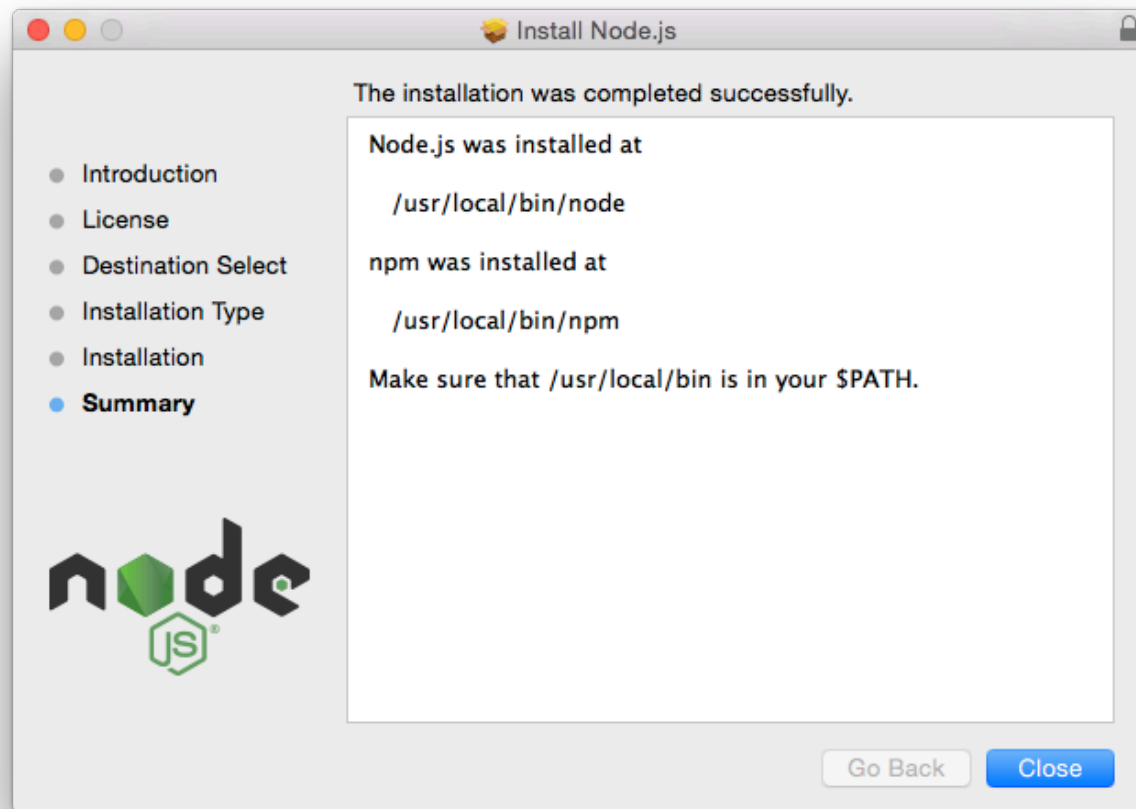 Install Node.js
The installation was completed successfully.
Introduction
License
Destination Select
Installation Type
Installation
Summary
Node.js was installed at
/usr/local/bin/node
npm was installed at
/usr/local/bin/npm
Make sure that /usr/local/bin is in your $PATH.
node
JS®
Go Back
Close